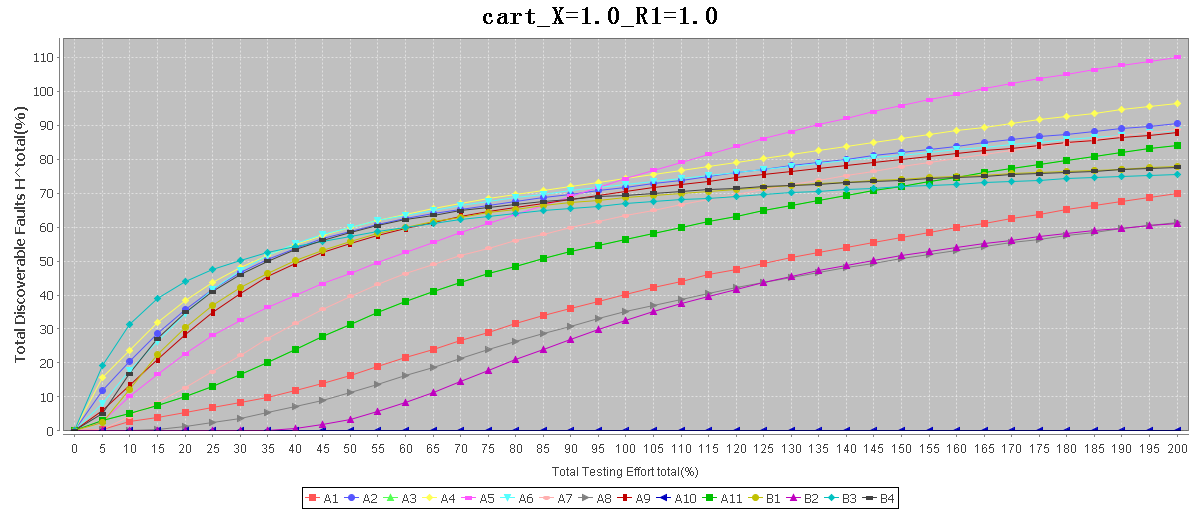 cart_X=1.0_R1=1.0
Total Discoverable Faults H^total(%)
110
100
90
80
70
60
50
40
30
20
10
0
0 5 10 15 20 25 30 35 40 45 50 55 60 65 70 75 80 85 90 95 100 105 110 115 120 125 130 135 140 145 150 155 160 165 170 175 180 185 190 195 200
Total Testing Effort total(%)
A1 A2 A3 A4 A5 A6 A7 A8 A9 A10 A11 B1 B2 B3 B4